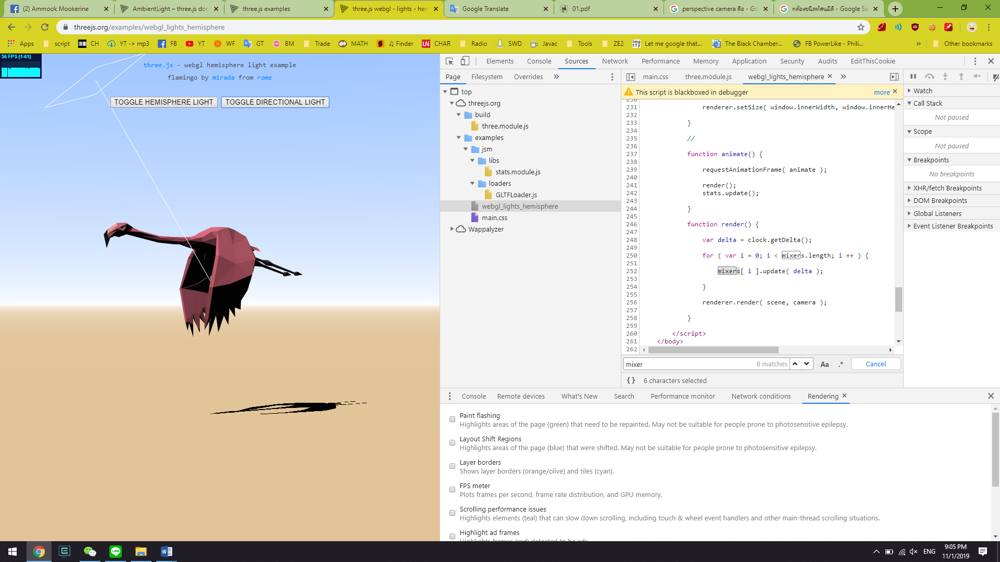 (2) Ammook Mookerine
AmbientLight – three.js doc
three.js examples
three.js webgl - lights - hem
Google Translate
01.pdf
perspective camera คือ - Go
กล้องชนิดทัศนมิติ - Google Se
threejs.org/examples/webgl_lights_hemisphere
Apps
script
CH
YT -> mp3
FB
YT
WF
GT
BM
Trade
MATH
♫ Finder
CHAR
Radio
SWD
Javac
Tools
ZE2
Let me google that...
The Black Chamber...
FB PowerLike - Phili...
»
Other bookmarks
56 FPS (1-61)
three.js - webgl hemisphere light example
flamingo by mirada from rome
TOGGLE HEMISPHERE LIGHT
TOGGLE DIRECTIONAL LIGHT
Elements
Console
Sources
Network
Performance
Memory
Application
Security
Audits
EditThisCookie
Page
Filesystem
Overrides
»
main.css
three.module.js
webgl_lights_hemisphere
»
top
threejs.org
build
three.module.js
examples
jsm
libs
stats.module.js
loaders
GLTFLoader.js
webgl_lights_hemisphere
main.css
Wappalyzer
This script is blackboxed in debugger
more
230
231 renderer.setSize( window.innerWidth, window.innerHe
232
233 }
234
235 //
236
237 function animate() {
238
239 requestAnimationFrame( animate );
240
241 render();
242 stats.update();
243
244 }
245
246 function render() {
247
248 var delta = clock.getDelta();
249
250 for ( var i = 0; i < mixers.length; i ++ ) {
251
252 mixers[ i ].update( delta );
253
254 }
255
256 renderer.render( scene, camera );
257
258 }
259
260 </script>
261 </body>
262
mixer
8 matches
Aa
.*
Cancel
{}
6 characters selected
Watch
Call Stack
Not paused
Scope
Not paused
Breakpoints
No breakpoints
XHR/fetch Breakpoints
DOM Breakpoints
Global Listeners
Event Listener Breakpoints
Console
Remote devices
What's New
Search
Performance monitor
Network conditions
Rendering
Paint flashing
Highlights areas of the page (green) that need to be repainted. May not be suitable for people prone to photosensitive epilepsy.
Layout Shift Regions
Highlights areas of the page (blue) that were shifted. May not be suitable for people prone to photosensitive epilepsy.
Layer borders
Shows layer borders (orange/olive) and tiles (cyan).
FPS meter
Plots frames per second, frame rate distribution, and GPU memory.
Scrolling performance issues
Highlights elements (teal) that can slow down scrolling, including touch & wheel event handlers and other main-thread scrolling situations.
Highlight ad frames
Highlights frames (red) detected to be ads.
ENG
9:05 PM
11/1/2019